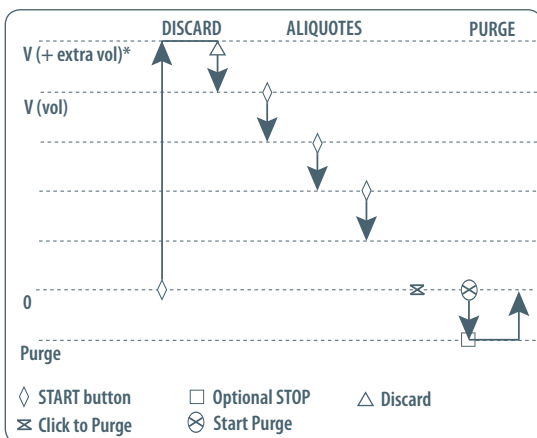 DISCARD ALIQUOTES PURGE
V (+ extra vol)*
V (vol)
0
Purge
START button Optional STOP Discard
Click to Purge Start Purge